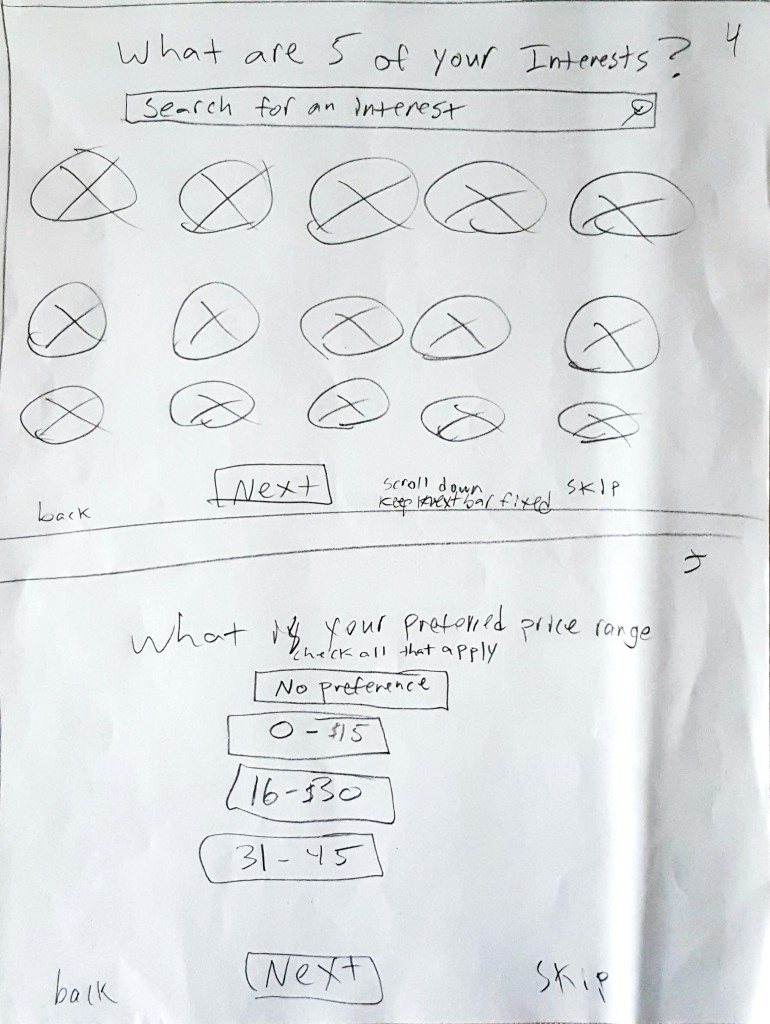 4
What are 5 of your Interests?
Search for an interest
Next
scroll down
keep next bar fixed
SKIP
back
5
What is your preferred price range
check all that apply
No preference
0 - $15
16 - $30
31 - 45
back
Next
SKIP